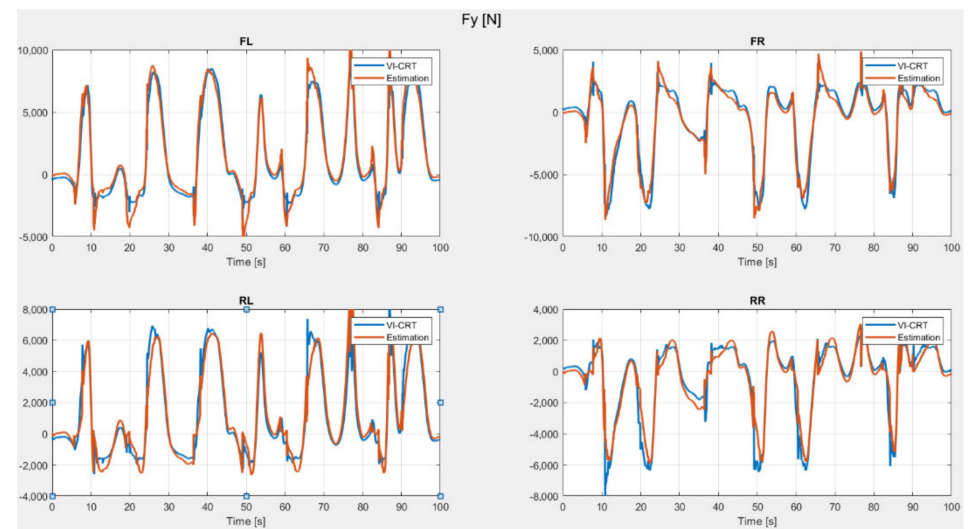 Fy [N]
FL
10,000
5,000
0
-5,000
0 10 20 30 40 50 60 70 80 90 100
Time [s]
VI-CRT
Estimation
FR
5,000
0
-5,000
-10,000
0 10 20 30 40 50 60 70 80 90 100
Time [s]
VI-CRT
Estimation
RL
8,000
6,000
4,000
2,000
0
-2,000
-4,000
0 10 20 30 40 50 60 70 80 90 100
Time [s]
VI-CRT
Estimation
RR
4,000
2,000
0
-2,000
-4,000
-6,000
-8,000
0 10 20 30 40 50 60 70 80 90 100
Time [s]
VI-CRT
Estimation